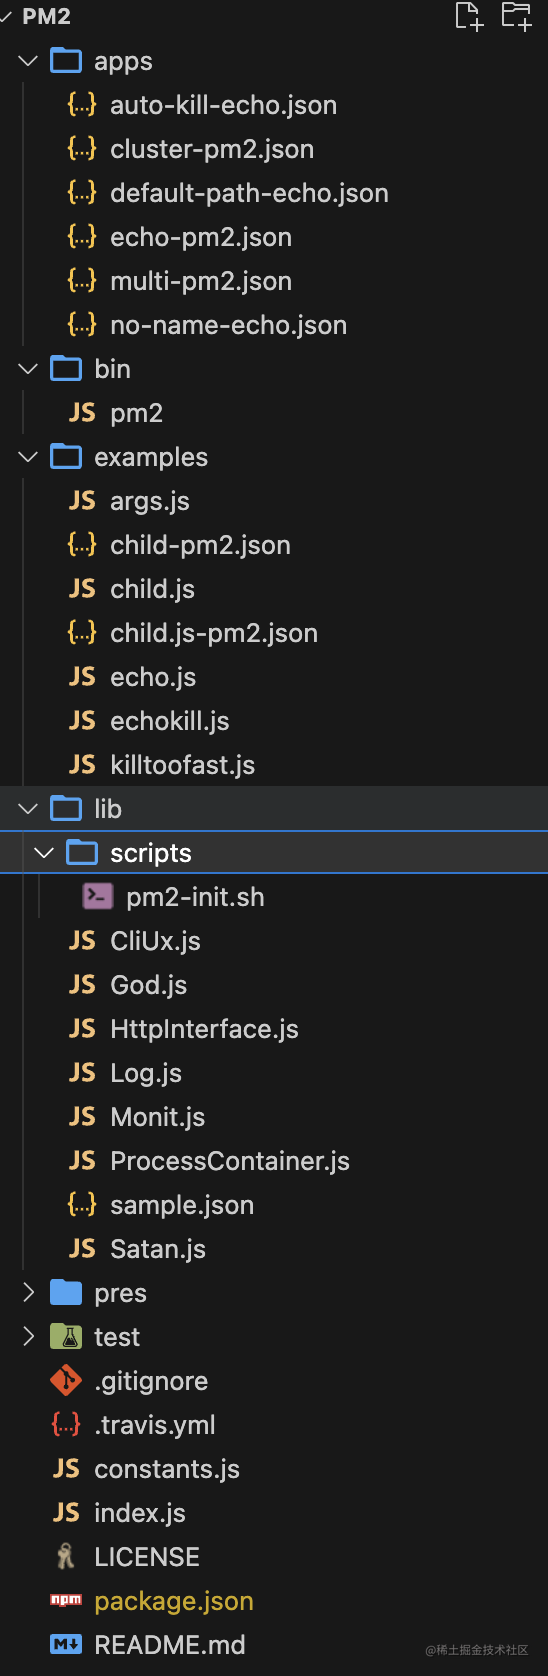 PM2
apps
{...} auto-kill-echo.json
{...} cluster-pm2.json
{...} default-path-echo.json
{...} echo-pm2.json
{...} multi-pm2.json
{...} no-name-echo.json
bin
JS pm2
examples
JS args.js
{...} child-pm2.json
JS child.js
{...} child.js-pm2.json
JS echo.js
JS echokill.js
JS killtoofast.js
lib
scripts
pm2-init.sh
JS CliUx.js
JS God.js
JS HttpInterface.js
JS Log.js
JS Monit.js
JS ProcessContainer.js
{...} sample.json
JS Satan.js
pres
test
.gitignore
{...} .travis.yml
JS constants.js
JS index.js
LICENSE
npm package.json
M↓ README.md
@稀土掘金技术社区